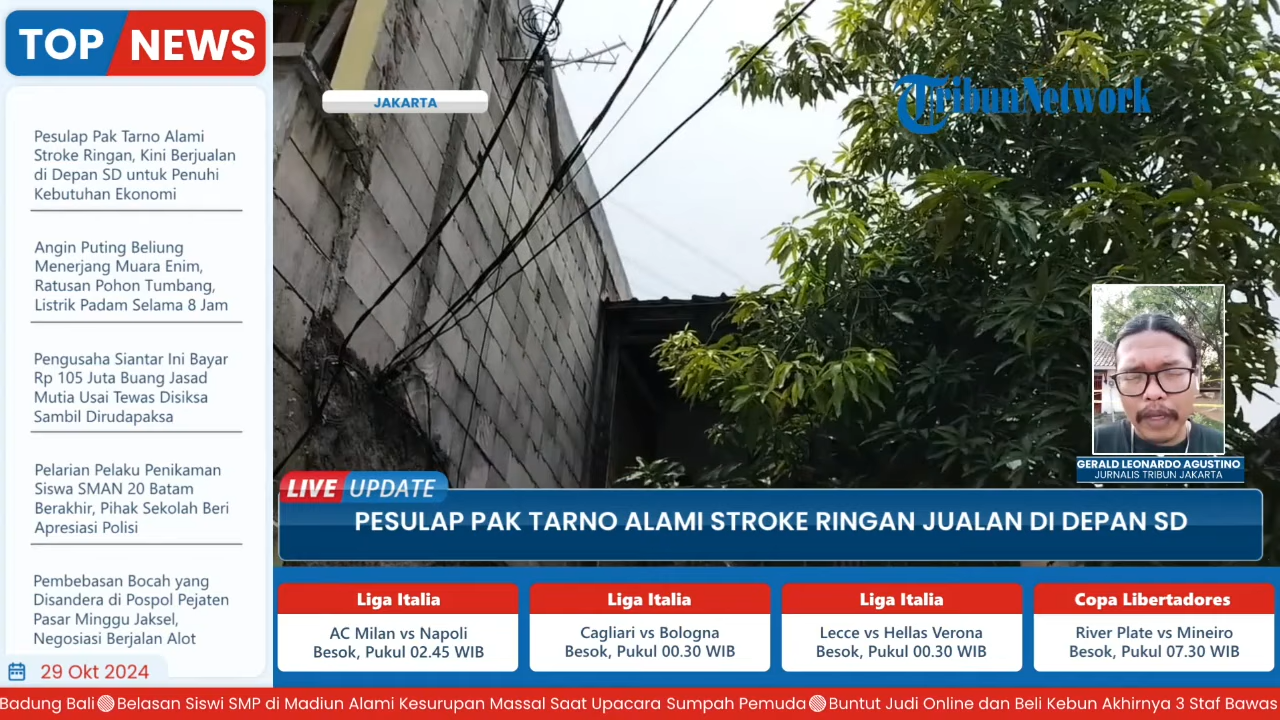 TOP NEWS
Pesulap Pak Tarno Alami
Stroke Ringan, Kini Berjualan
di Depan SD untuk Penuhi
Kebutuhan Ekonomi
Angin Puting Beliung
Menerjang Muara Enim,
Ratusan Pohon Tumbang,
Listrik Padam Selama 8 Jam
Pengusaha Siantar Ini Bayar
Rp 105 Juta Buang Jasad
Mutia Usai Tewas Disiksa
Sambil Dirudapaksa
Pelarian Pelaku Penikaman
Siswa SMAN 20 Batam
Berakhir, Pihak Sekolah Beri
Apresiasi Polisi
Pembebasan Bocah yang
Disandera di Pospol Pejaten
Pasar Minggu Jaksel,
Negosiasi Berjalan Alot
29 Okt 2024
JAKARTA
TribunNetwork
GERALD LEONARDO AGUSTINO
JURNALIS TRIBUN JAKARTA
LIVE UPDATE
PESULAP PAK TARNO ALAMI STROKE RINGAN JUALAN DI DEPAN SD
Liga Italia
AC Milan vs Napoli
Besok, Pukul 02.45 WIB
Liga Italia
Cagliari vs Bologna
Besok, Pukul 00.30 WIB
Liga Italia
Lecce vs Hellas Verona
Besok, Pukul 00.30 WIB
Copa Libertadores
River Plate vs Mineiro
Besok, Pukul 07.30 WIB
Badung Bali Belasan Siswi SMP di Madiun Alami Kesurupan Massal Saat Upacara Sumpah Pemuda Buntut Judi Online dan Beli Kebun Akhirnya 3 Staf Bawas